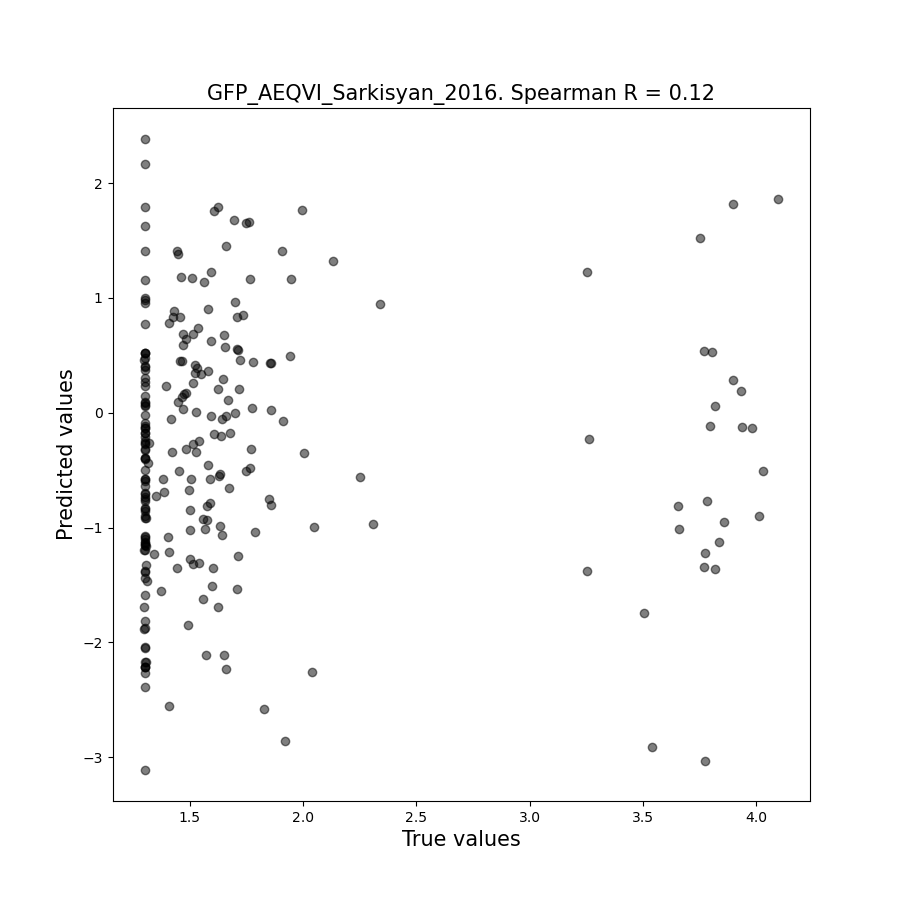 GFP_AEQVI_Sarkisyan_2016. Spearman R = 0.12
Predicted values
2
1
0
−1
−2
−3
1.5 2.0 2.5 3.0 3.5 4.0
True values